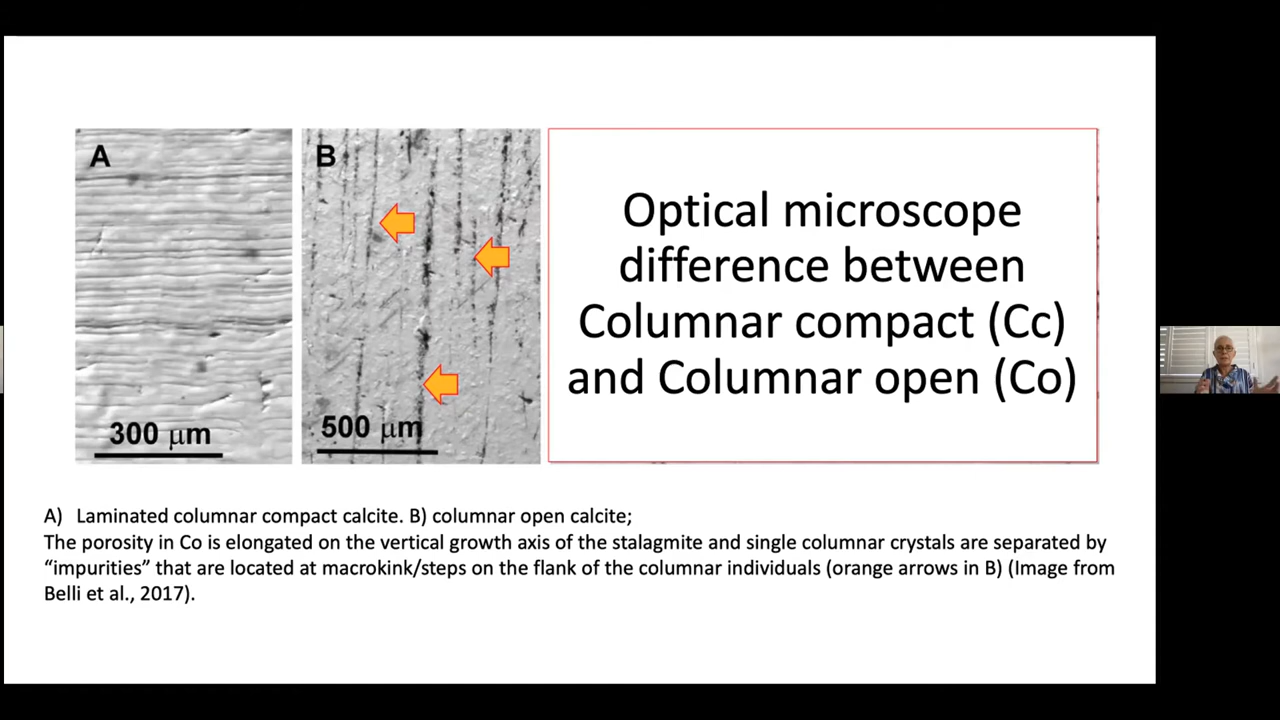 A
B
300 μm
500 μm
Optical microscope
difference between
Columnar compact (Cc)
and Columnar open (Co)
A) Laminated columnar compact calcite. B) columnar open calcite;
The porosity in Co is elongated on the vertical growth axis of the stalagmite and single columnar crystals are separated by
“impurities” that are located at macrokink/steps on the flank of the columnar individuals (orange arrows in B) (Image from
Belli et al., 2017).